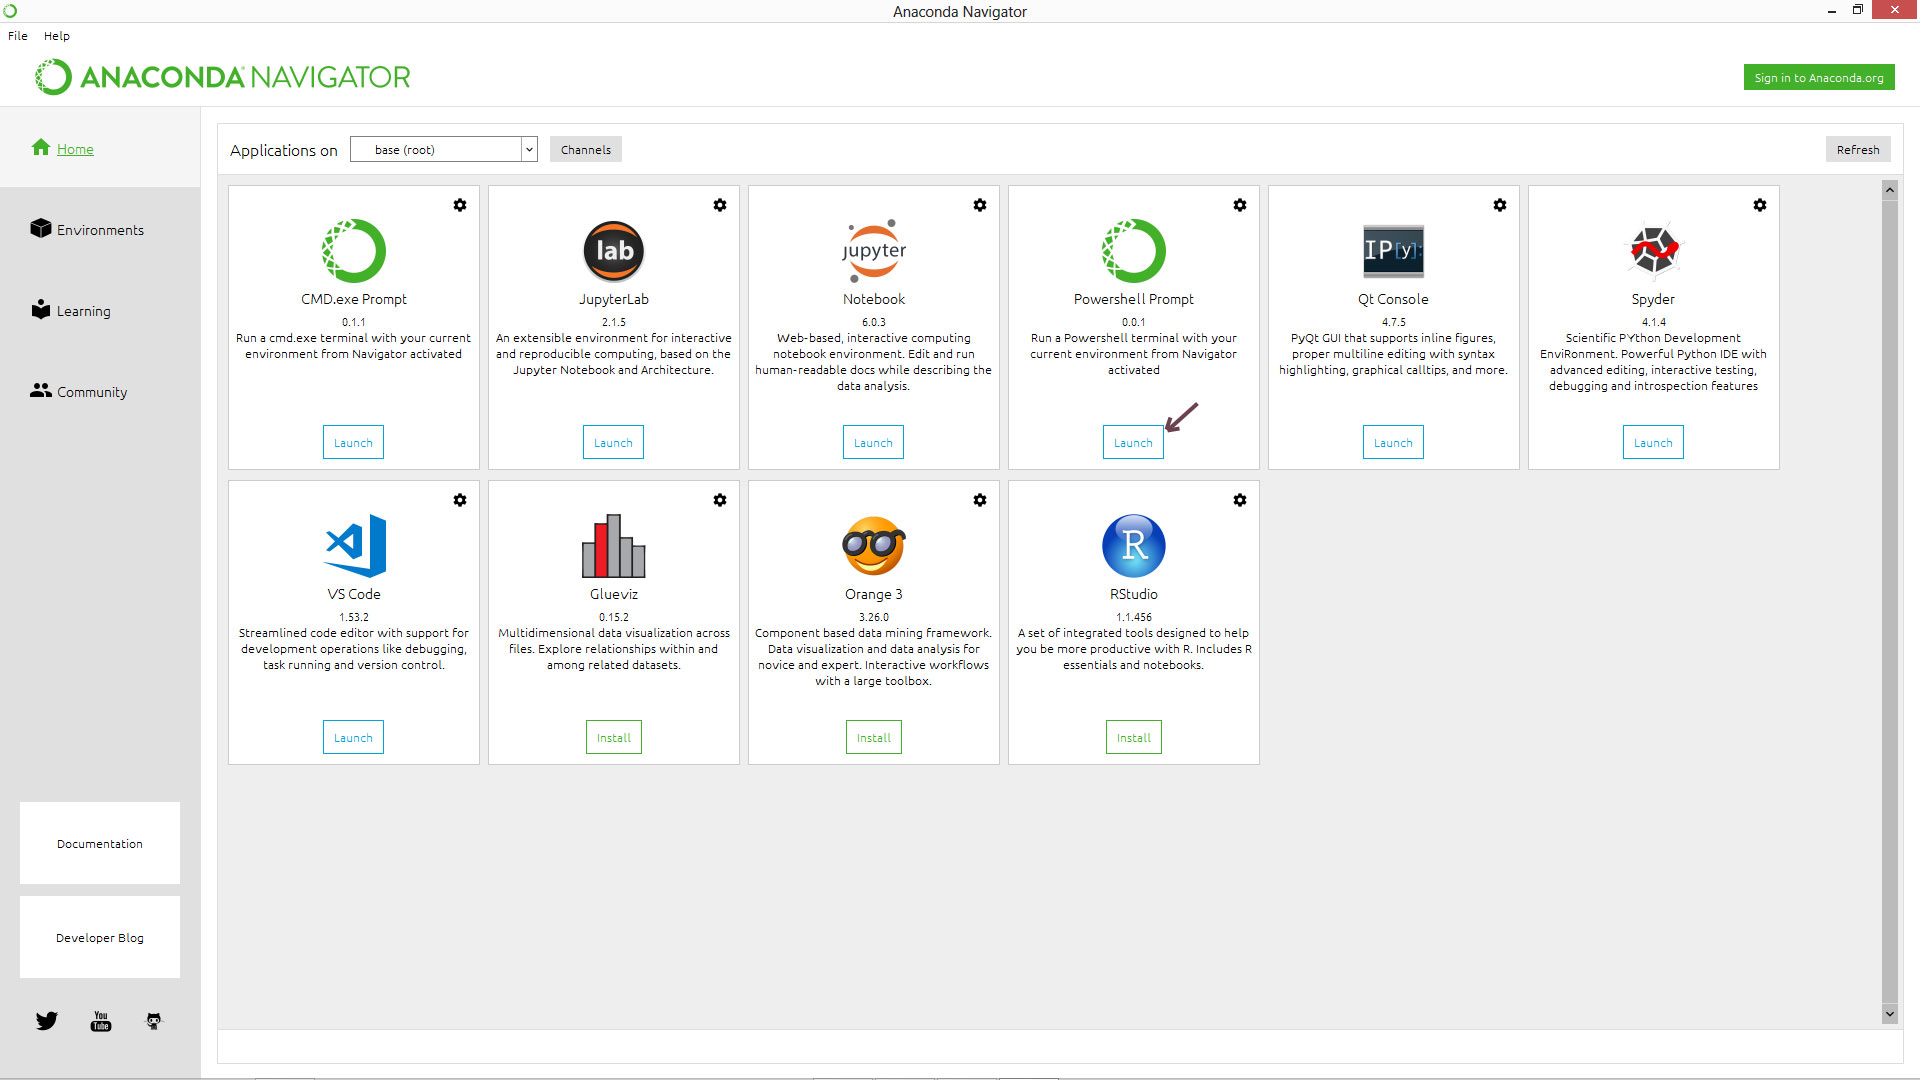 Anaconda Navigator
File Help
ANACONDA NAVIGATOR
Sign in to Anaconda.org
Home
Environments
Learning
Community
Documentation
Developer Blog
You
Tube
Applications on base (root) Channels Refresh
lab
jupyter
IP[y]:
CMD.exe Prompt
0.1.1
Run a cmd.exe terminal with your current
environment from Navigator activated
Launch
JupyterLab
2.1.5
An extensible environment for interactive
and reproducible computing, based on the
Jupyter Notebook and Architecture.
Launch
Notebook
6.0.3
Web-based, interactive computing
notebook environment. Edit and run
human-readable docs while describing the
data analysis.
Launch
Powershell Prompt
0.0.1
Run a Powershell terminal with your
current environment from Navigator
activated
Launch
Qt Console
4.7.5
PyQt GUI that supports inline figures,
proper multiline editing with syntax
highlighting, graphical calltips, and more.
Launch
Spyder
4.1.4
Scientific PYthon Development
EnviRonment. Powerful Python IDE with
advanced editing, interactive testing,
debugging and introspection features
Launch
VS Code
1.53.2
Streamlined code editor with support for
development operations like debugging,
task running and version control.
Launch
Glueviz
0.15.2
Multidimensional data visualization across
files. Explore relationships within and
among related datasets.
Install
Orange 3
3.26.0
Component based data mining framework.
Data visualization and data analysis for
novice and expert. Interactive workflows
with a large toolbox.
Install
R
RStudio
1.1.456
A set of integrated tools designed to help
you be more productive with R. Includes R
essentials and notebooks.
Install